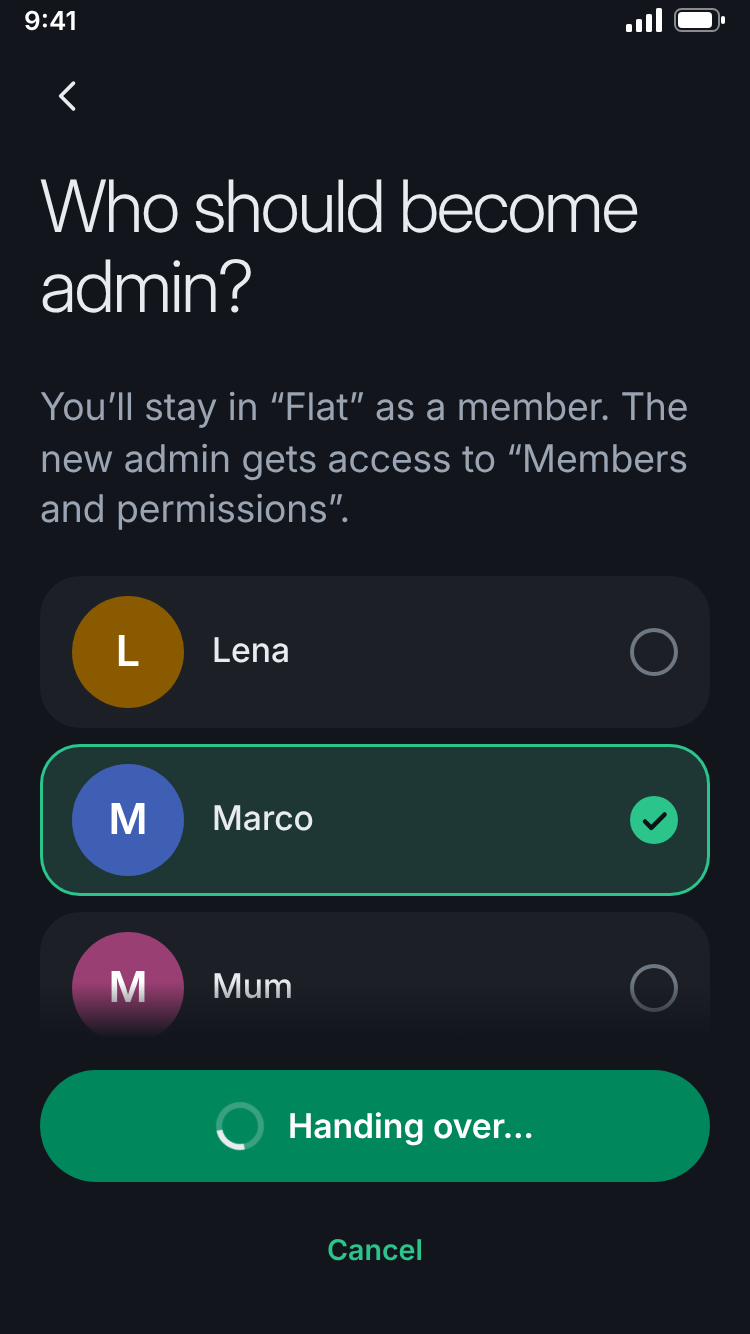 9:41
Who should become
admin?
You’ll stay in “Flat” as a member. The
new admin gets access to “Members
and permissions”.
L
Lena
M
Marco
M
Mum
Handing over...
Cancel